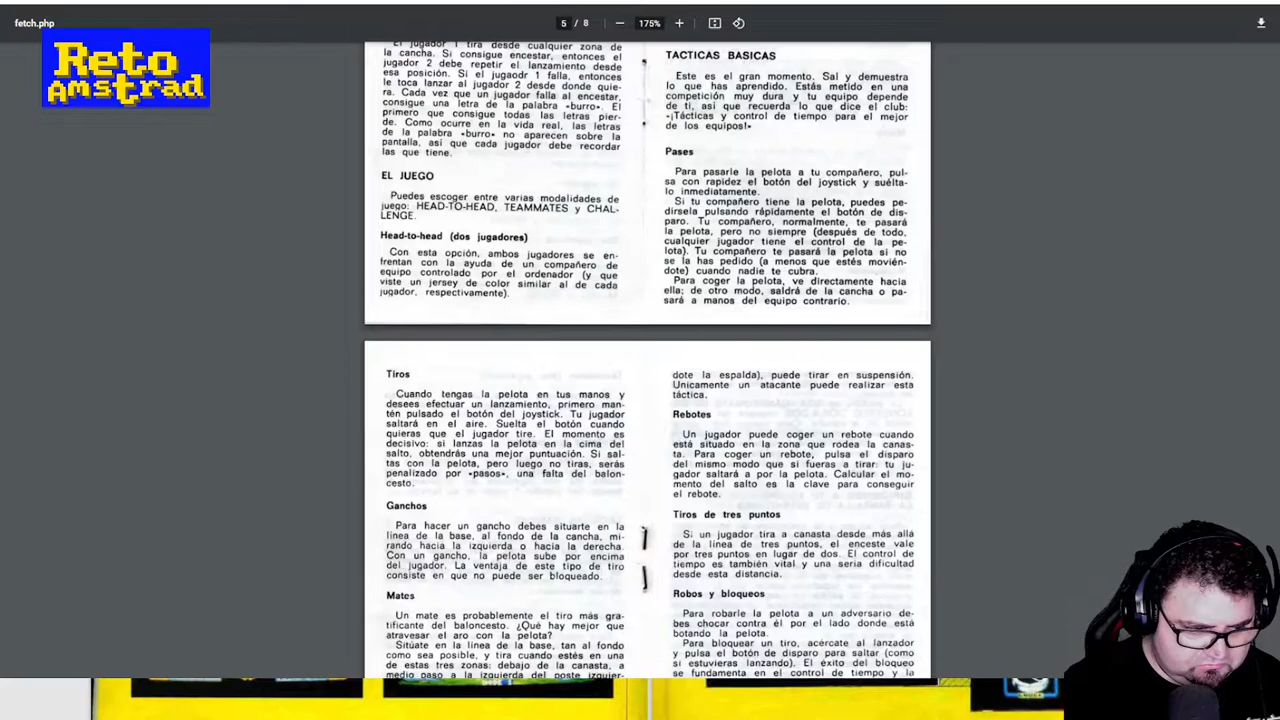 fetch.php
5 / 8
175%
Reto
Amstrad
El jugador 1 tira desde cualquier zona de
la cancha. Si consigue encestar, entonces el
jugador 2 debe repetir el lanzamiento desde
esa posición. Si el jugaodr 1 falla, entonces
le toca lanzar al jugador 2 desde donde quie-
ra. Cada vez que un jugador falla al encestar,
consigue una letra de la palabra «burro». El
primero que consigue todas las letras pier-
de. Como ocurre en la vida real, las letras
de la palabra «burro» no aparecen sobre la
pantalla, así que cada jugador debe recordar
las que tiene.
EL JUEGO
Puedes escoger entre varias modalidades de
juego: HEAD-TO-HEAD, TEAMMATES y CHAL-
LENGE.
Head-to-head (dos jugadores)
Con esta opción, ambos jugadores se en-
frentan con la ayuda de un compañero de
equipo controlado por el ordenador (y que
viste un jersey de color similar al de cada
jugador, respectivamente).
TACTICAS BASICAS
Este es el gran momento. Sal y demuestra
lo que has aprendido. Estás metido en una
competición muy dura y tu equipo depende
de ti, así que recuerda lo que dice el club:
«¡Tácticas y control de tiempo para el mejor
de los equipos!»
Pases
Para pasarle la pelota a tu compañero, pul-
sa con rapidez el botón del joystick y suélta-
lo inmediatamente.
Si tu compañero tiene la pelota, puedes pe-
dírsela pulsando rápidamente el botón de dis-
paro. Tu compañero, normalmente, te pasará
la pelota, pero no siempre (después de todo,
cualquier jugador tiene el control de la pe-
lota). Tu compañero te pasará la pelota si no
se la has pedido (a menos que estés movién-
dote) cuando nadie te cubra.
Para coger la pelota, ve directamente hacia
ella; de otro modo, saldrá de la cancha o pa-
sará a manos del equipo contrario.
Tiros
Cuando tengas la pelota en tus manos y
desees efectuar un lanzamiento, primero man-
tén pulsado el botón del joystick. Tu jugador
saltará en el aire. Suelta el botón cuando
quieras que el jugador tire. El momento es
decisivo: si lanzas la pelota en la cima del
salto, obtendrás una mejor puntuación. Si sal-
tas con la pelota, pero luego no tiras, serás
penalizado por «pasos», una falta del balon-
cesto.
Ganchos
Para hacer un gancho debes situarte en la
línea de la base, al fondo de la cancha, mi-
rando hacia la izquierda o hacia la derecha.
Con un gancho, la pelota sube por encima
del jugador. La ventaja de este tipo de tiro
consiste en que no puede ser bloqueado.
Mates
Un mate es probablemente el tiro más gra-
tificante del baloncesto. ¿Qué hay mejor que
atravesar el aro con la pelota?
Sitúate en la línea de la base, tan al fondo
como sea posible, y tira cuando estés en una
de estas tres zonas: debajo de la canasta, a
medio paso a la izquierda del poste izquier-
dote la espalda), puede tirar en suspensión.
Unicamente un atacante puede realizar esta
táctica.
Rebotes
Un jugador puede coger un rebote cuando
está situado en la zona que rodea la canas-
ta. Para coger un rebote, pulsa el disparo
del mismo modo que si fueras a tirar: tu ju-
gador saltará a por la pelota. Calcular el mo-
mento del salto es la clave para conseguir
el rebote.
Tiros de tres puntos
Si un jugador tira a canasta desde más allá
de la línea de tres puntos, el enceste vale
por tres puntos en lugar de dos. El control de
tiempo es también vital y una seria dificultad
desde esta distancia.
Robos y bloqueos
Para robarle la pelota a un adversario de-
bes chocar contra él por el lado donde está
botando la pelota.
Para bloquear un tiro, acércate al lanzador
y pulsa el botón de disparo para saltar (como
si estuvieras lanzando). El éxito del bloqueo
se fundamenta en el control de tiempo y la